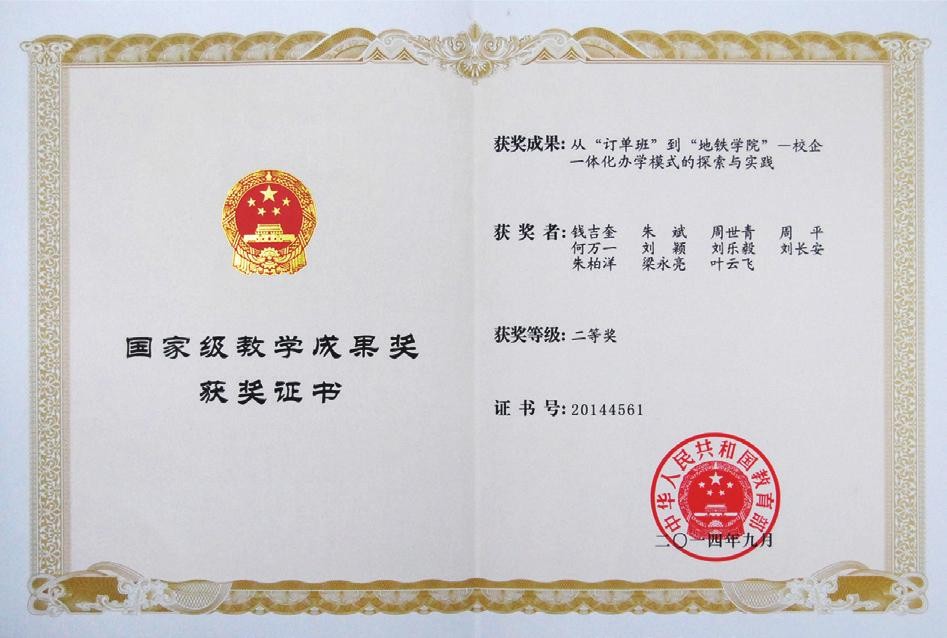 国家级教学成果奖
获奖证书
获奖成果: 从“订单班”到“地铁学院”—校企
一体化办学模式的探索与实践
获 奖 者: 钱吉奎 朱 斌 周世青 周 平
何万一 刘 颖 刘乐毅 刘长安
朱柏洋 梁永亮 叶云飞
获奖等级: 二等奖
证 书 号: 20144561
中华人民共和国教育部
二〇一四年九月